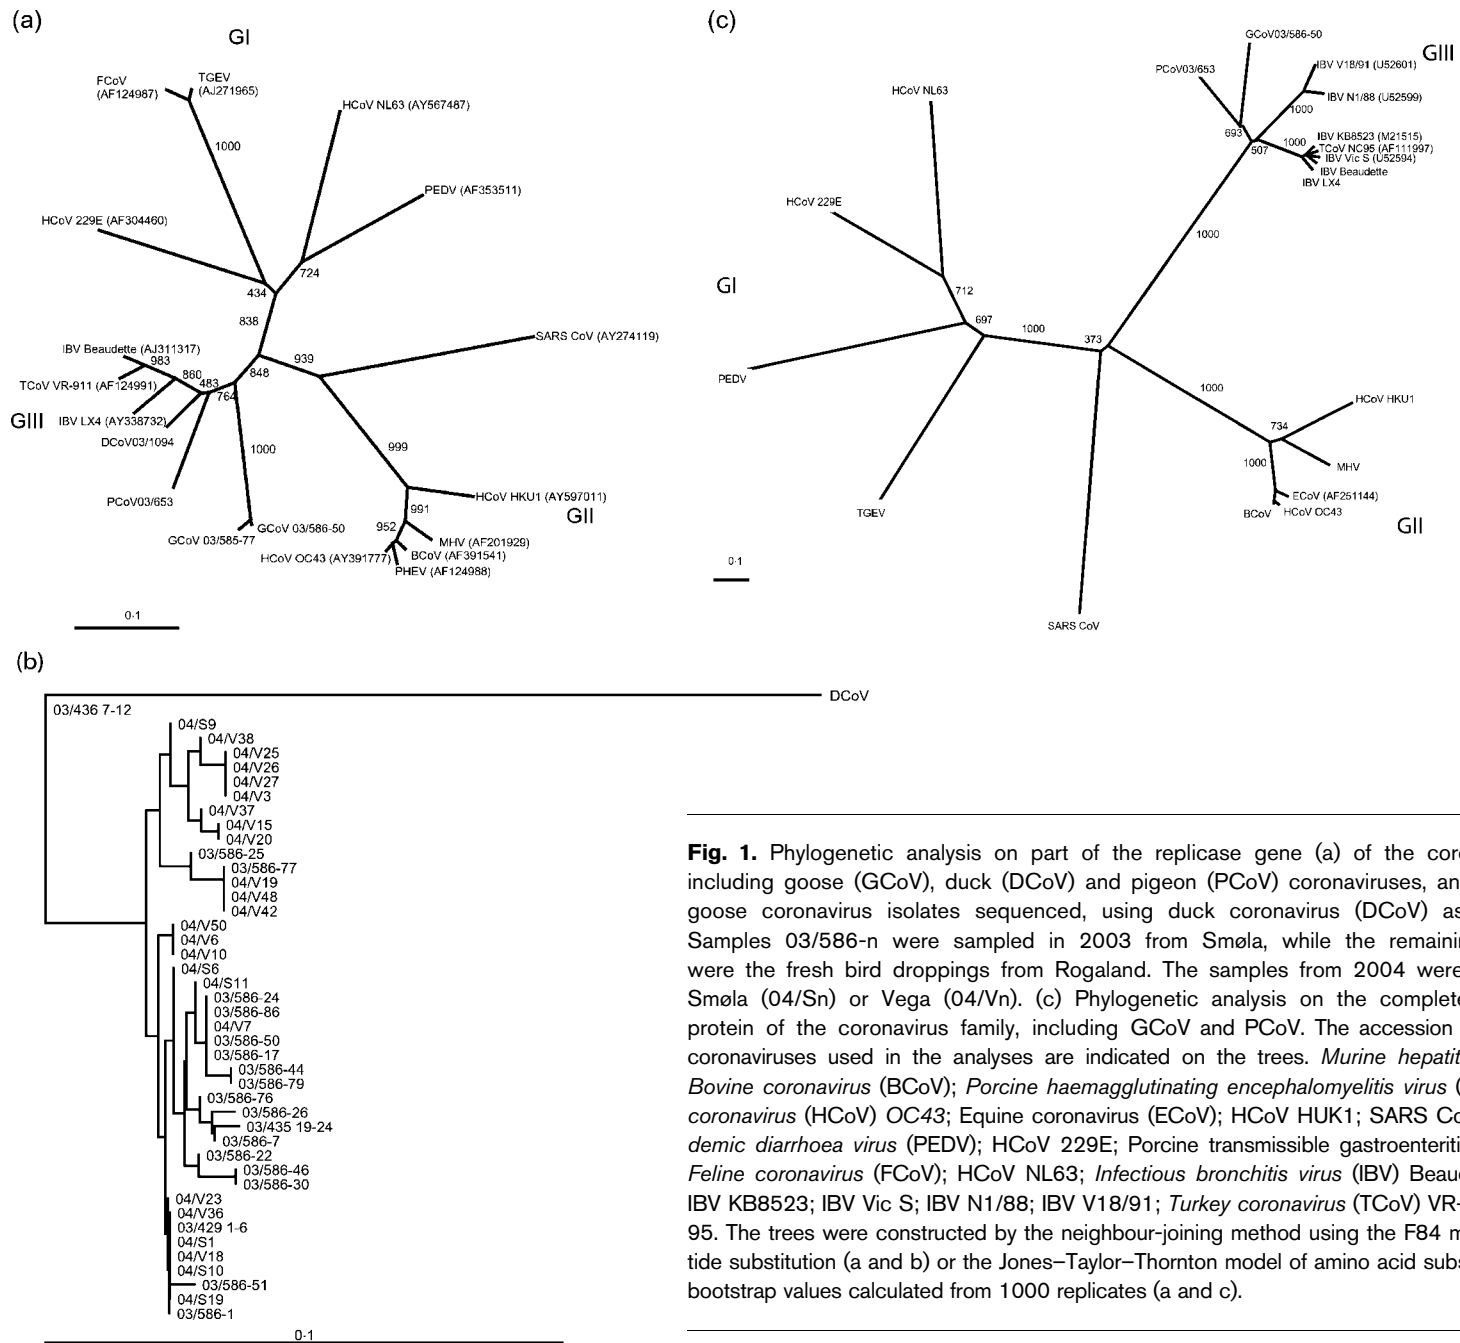 (a)
GI
FCoV
(AF124987)
TGEV
(AJ271965)
HCoV NL63 (AY567487)
1000
PEDV (AF353511)
HCoV 229E (AF304460)
724
434
838
SARS CoV (AY274119)
IBV Beaudette (AJ311317)
983
939
860
848
TCoV VR-911 (AF124991)
483
764
GIII
IBV LX4 (AY338732)
DCoV03/1094
1000
999
PCoV03/653
HCoV HKU1 (AY597011)
991
GII
GCoV 03/586-50
952
GCoV 03/585-77
MHV (AF201929)
HCoV OC43 (AY391777)
BCoV (AF391541)
PHEV (AF124988)
0·1
(c)
GCoV03/586-50
GIII
PCoV03/653
IBV V18/91 (U52601)
HCoV NL63
IBV N1/88 (U52599)
1000
693
IBV KB8523 (M21515)
1000
507
TCoV NC95 (AF111997)
IBV Vic S (U52594)
IBV Beaudette
IBV LX4
HCoV 229E
1000
GI
712
697
1000
373
PEDV
1000
HCoV HKU1
734
1000
MHV
ECoV (AF251144)
TGEV
BCoV
HCoV OC43
GII
0·1
SARS CoV
(b)
DCoV
03/436 7-12
04/S9
04/V38
04/V25
04/V26
04/V27
04/V3
04/V37
04/V15
04/V20
03/586-25
03/586-77
04/V19
04/V48
04/V42
04/V50
04/V6
04/V10
04/S6
04/S11
03/586-24
03/586-86
04/V7
03/586-50
03/586-17
03/586-44
03/586-79
03/586-76
03/586-26
03/435 19-24
03/586-7
03/586-22
03/586-46
03/586-30
04/V23
04/V36
03/429 1-6
04/S1
04/V18
04/S10
03/586-51
04/S19
03/586-1
0·1
Fig. 1. Phylogenetic analysis on part of the replicase gene (a) of the cor
including goose (GCoV), duck (DCoV) and pigeon (PCoV) coronaviruses, an
goose coronavirus isolates sequenced, using duck coronavirus (DCoV) as
Samples 03/586-n were sampled in 2003 from Smøla, while the remainin
were the fresh bird droppings from Rogaland. The samples from 2004 were
Smøla (04/Sn) or Vega (04/Vn). (c) Phylogenetic analysis on the complete
protein of the coronavirus family, including GCoV and PCoV. The accession
coronaviruses used in the analyses are indicated on the trees. Murine hepatit
Bovine coronavirus (BCoV); Porcine haemagglutinating encephalomyelitis virus (
coronavirus (HCoV) OC43; Equine coronavirus (ECoV); HCoV HUK1; SARS Co
demic diarrhoea virus (PEDV); HCoV 229E; Porcine transmissible gastroenteriti
Feline coronavirus (FCoV); HCoV NL63; Infectious bronchitis virus (IBV) Beau
IBV KB8523; IBV Vic S; IBV N1/88; IBV V18/91; Turkey coronavirus (TCoV) VR-
95. The trees were constructed by the neighbour-joining method using the F84 m
tide substitution (a and b) or the Jones–Taylor–Thornton model of amino acid subs
bootstrap values calculated from 1000 replicates (a and c).